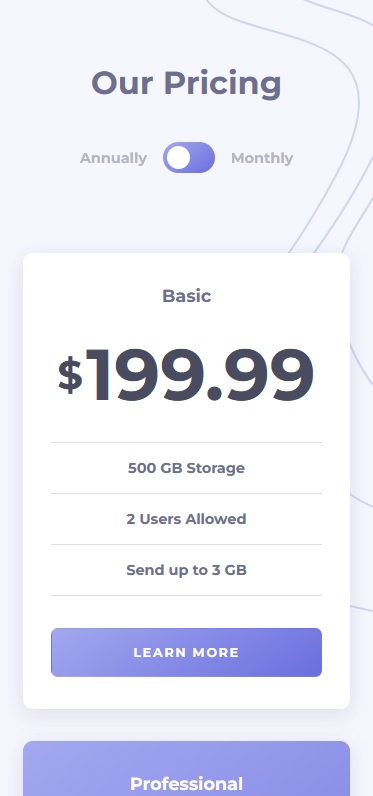 Our Pricing
Annually Monthly
Basic
$199.99
500 GB Storage
2 Users Allowed
Send up to 3 GB
LEARN MORE
Professional